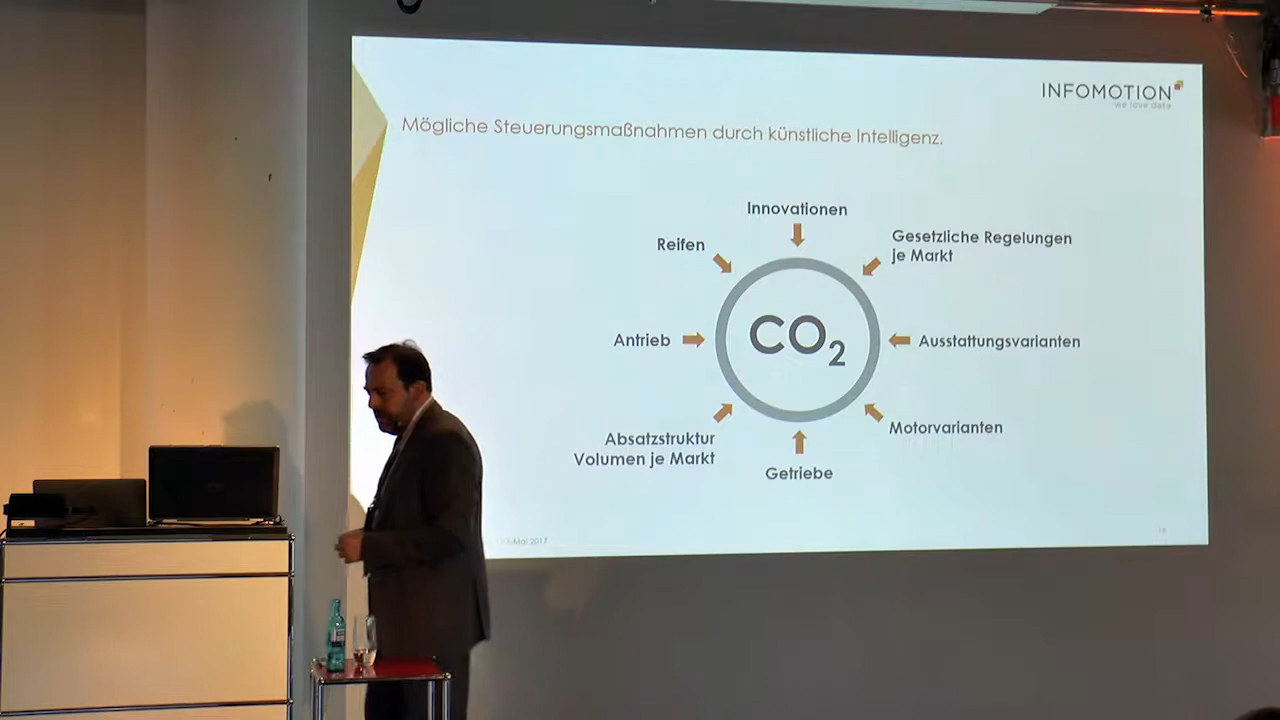 INFOMOTION
we love data
Mögliche Steuerungsmaßnahmen durch künstliche Intelligenz.
Innovationen
Reifen
Gesetzliche Regelungen
je Markt
Antrieb
CO₂
Ausstattungsvarianten
Absatzstruktur
Volumen je Markt
Motorvarianten
Getriebe
Mai 2017